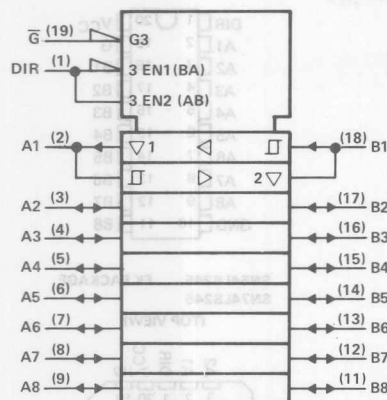 G (19) G3
DIR (1) 3 EN1(BA)
3 EN2 (AB)
A1 (2) ▽1 ◁ (18) B1
▷ 2▽
A2 (3) (17) B2
A3 (4) (16) B3
A4 (5) (15) B4
A5 (6) (14) B5
A6 (7) (13) B6
A7 (8) (12) B7
A8 (9) (11) B8